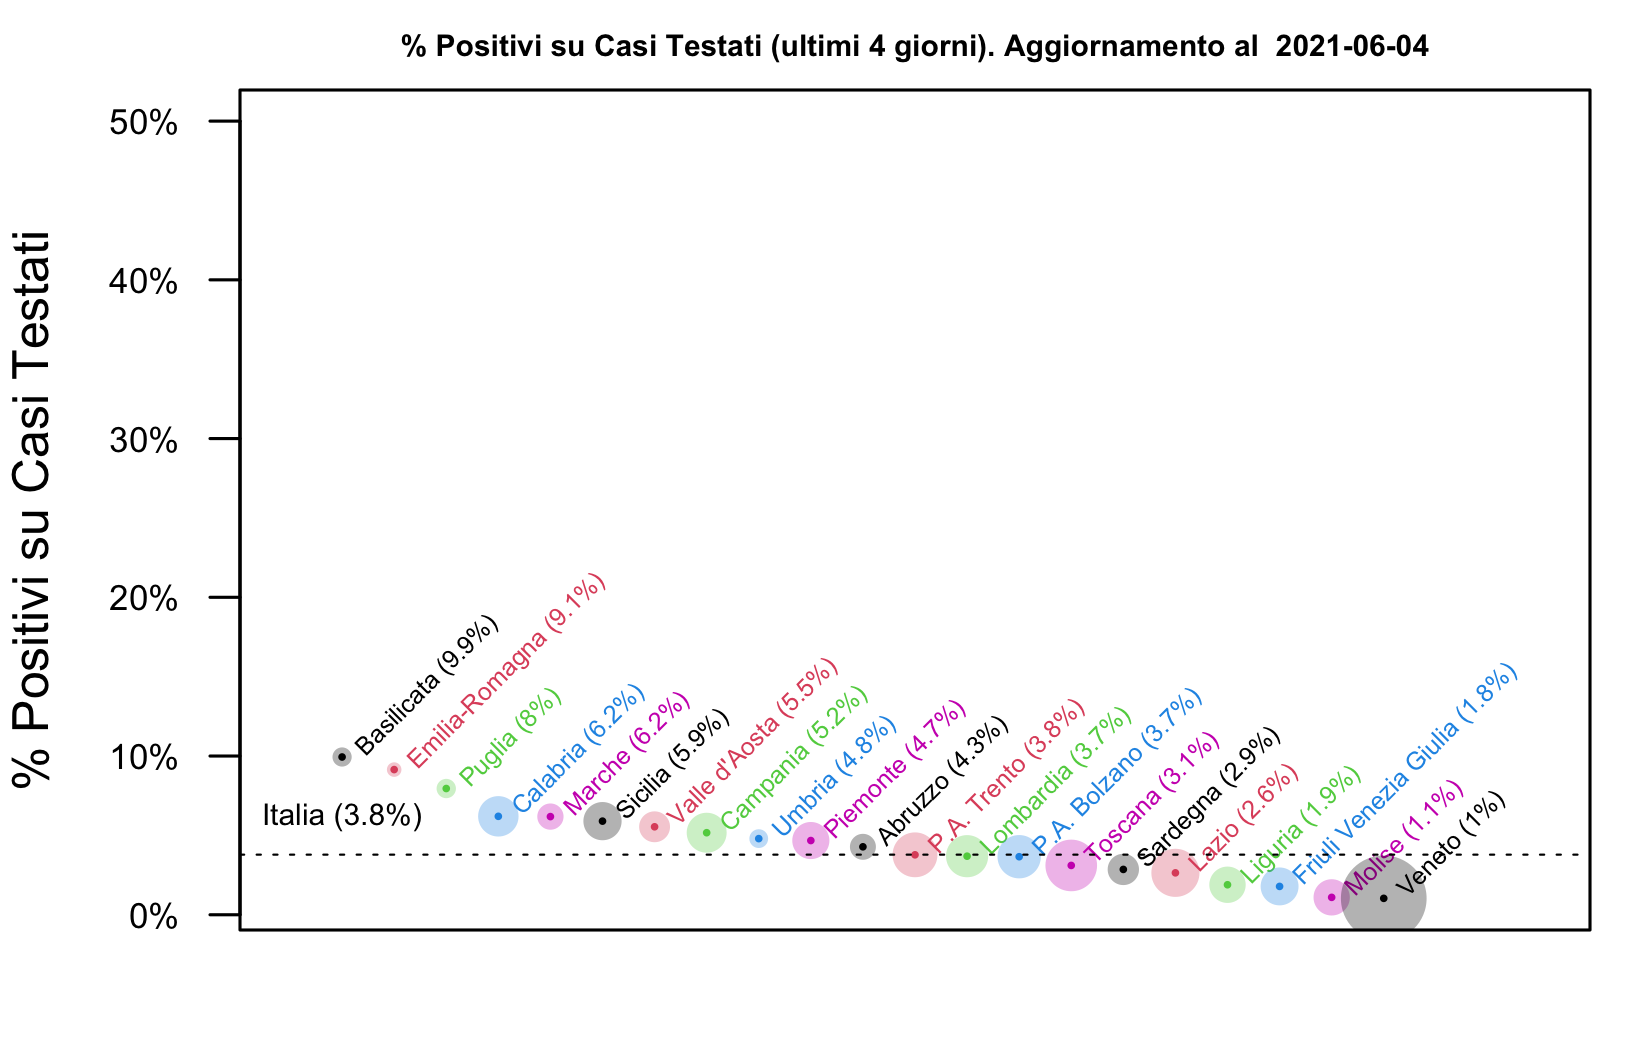 % Positivi su Casi Testati (ultimi 4 giorni). Aggiornamento al  2021-06-04
% Positivi su Casi Testati
50%
40%
30%
20%
10%
0%
Italia (3.8%)
Basilicata (9.9%)
Emilia-Romagna (9.1%)
Puglia (8%)
Calabria (6.2%)
Marche (6.2%)
Sicilia (5.9%)
Valle d'Aosta (5.5%)
Campania (5.2%)
Umbria (4.8%)
Piemonte (4.7%)
Abruzzo (4.3%)
P.A. Trento (3.8%)
Lombardia (3.7%)
P.A. Bolzano (3.7%)
Toscana (3.1%)
Sardegna (2.9%)
Lazio (2.6%)
Liguria (1.9%)
Friuli Venezia Giulia (1.8%)
Molise (1.1%)
Veneto (1%)